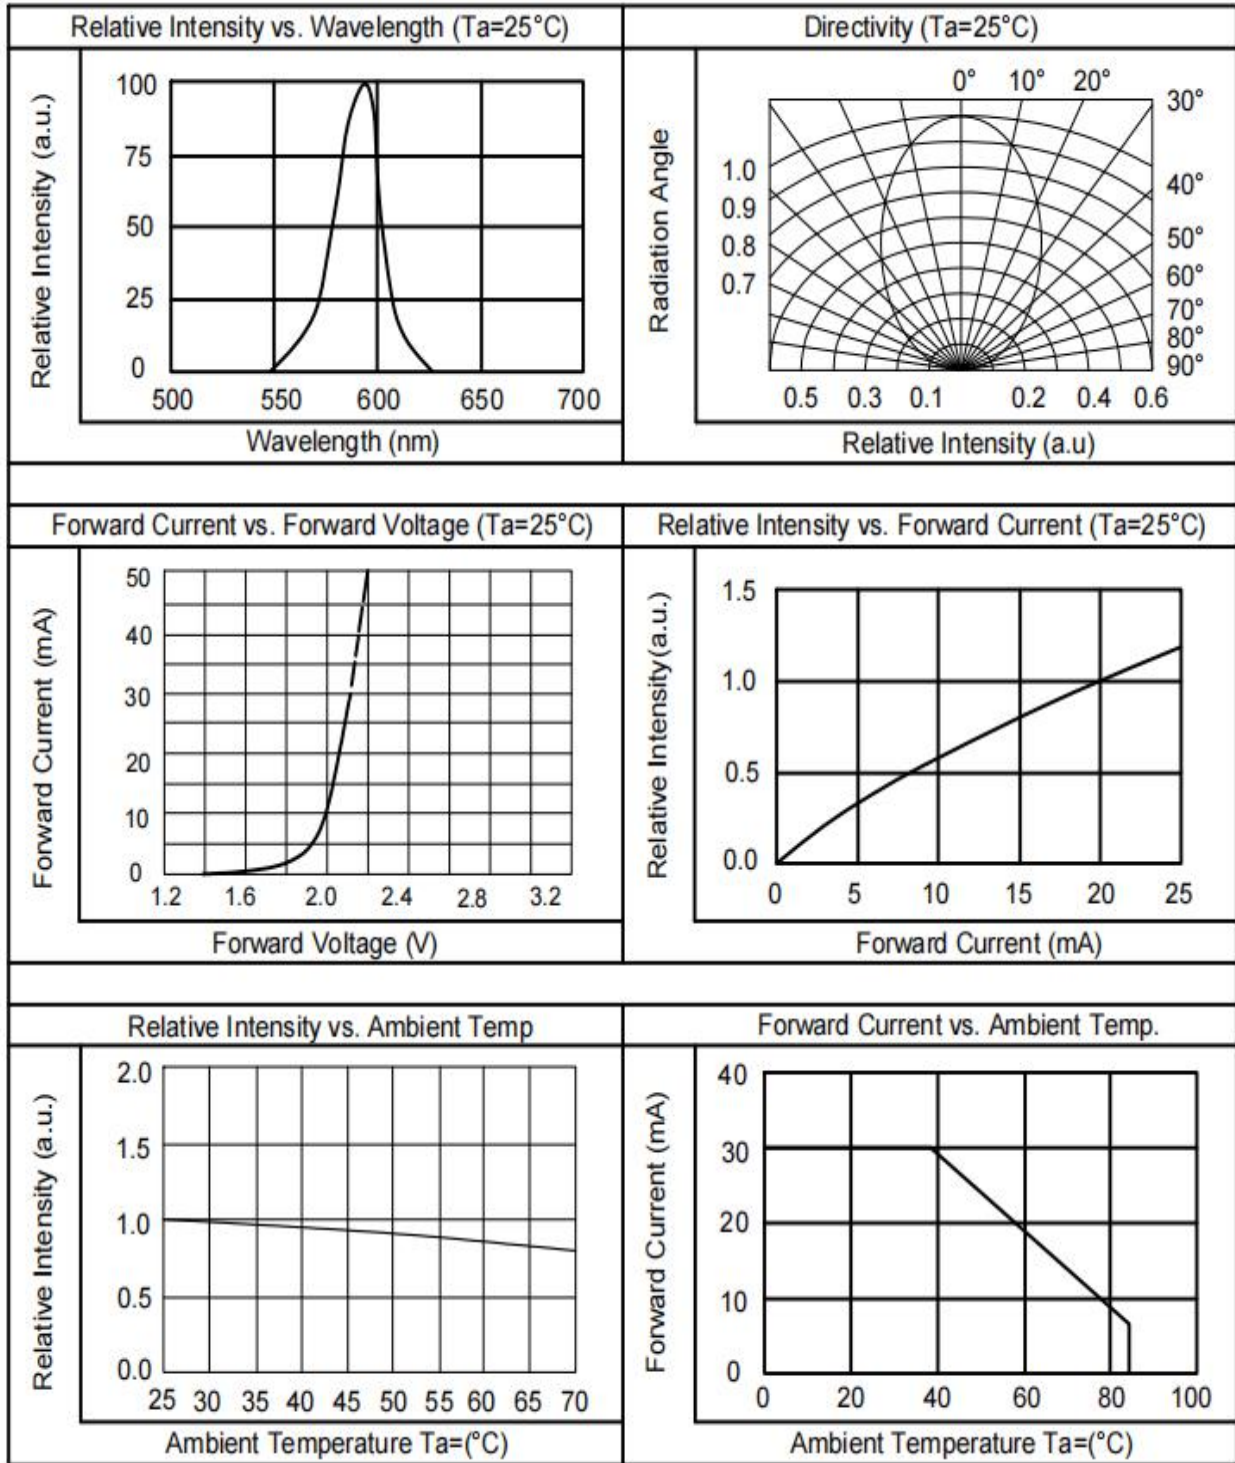 Relative Intensity vs. Wavelength (Ta=25°C)
Relative Intensity (a.u.)
100
75
50
25
0
500 550 600 650 700
Wavelength (nm)
Directivity (Ta=25°C)
Radiation Angle
0° 10° 20°
30°
40°
50°
60°
70°
80°
90°
1.0
0.9
0.8
0.7
0.5 0.3 0.1 0.2 0.4 0.6
Relative Intensity (a.u)
Forward Current vs. Forward Voltage (Ta=25°C)
Forward Current (mA)
50
40
30
20
10
0
1.2 1.6 2.0 2.4 2.8 3.2
Forward Voltage (V)
Relative Intensity vs. Forward Current (Ta=25°C)
Relative Intensity(a.u.)
1.5
1.0
0.5
0.0
0 5 10 15 20 25
Forward Current (mA)
Relative Intensity vs. Ambient Temp
Relative Intensity (a.u.)
2.0
1.5
1.0
0.5
0.0
25 30 35 40 45 50 55 60 65 70
Ambient Temperature Ta=(°C)
Forward Current vs. Ambient Temp.
Forward Current (mA)
40
30
20
10
0
0 20 40 60 80 100
Ambient Temperature Ta=(°C)